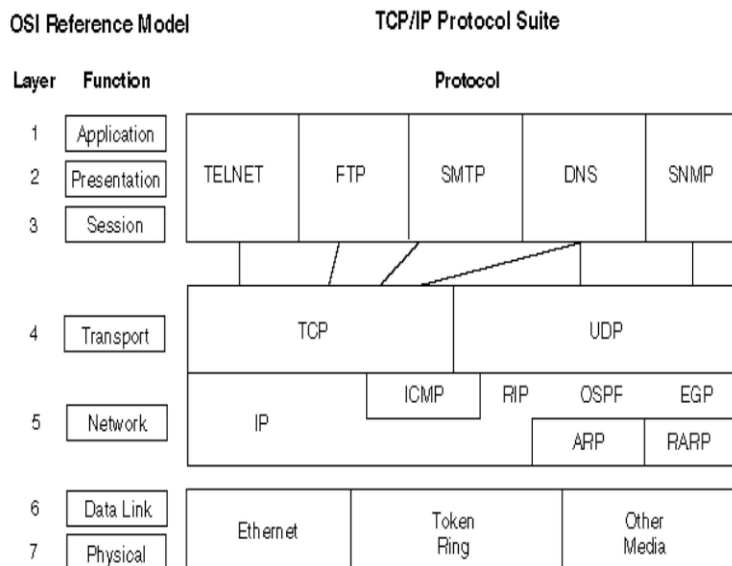 OSI Reference Model TCP/IP Protocol Suite
Layer Function Protocol
1 Application
2 Presentation TELNET FTP SMTP DNS SNMP
3 Session
4 Transport TCP UDP
ICMP RIP OSPF EGP
5 Network IP
ARP RARP
6 Data Link
Ethernet Token Ring Other Media
7 Physical